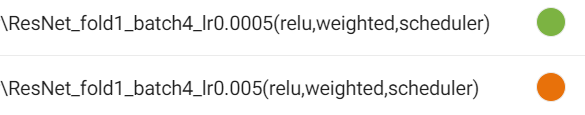 \ResNet_fold1_batch4_lr0.0005(relu,weighted,scheduler)
\ResNet_fold1_batch4_lr0.005(relu,weighted,scheduler)